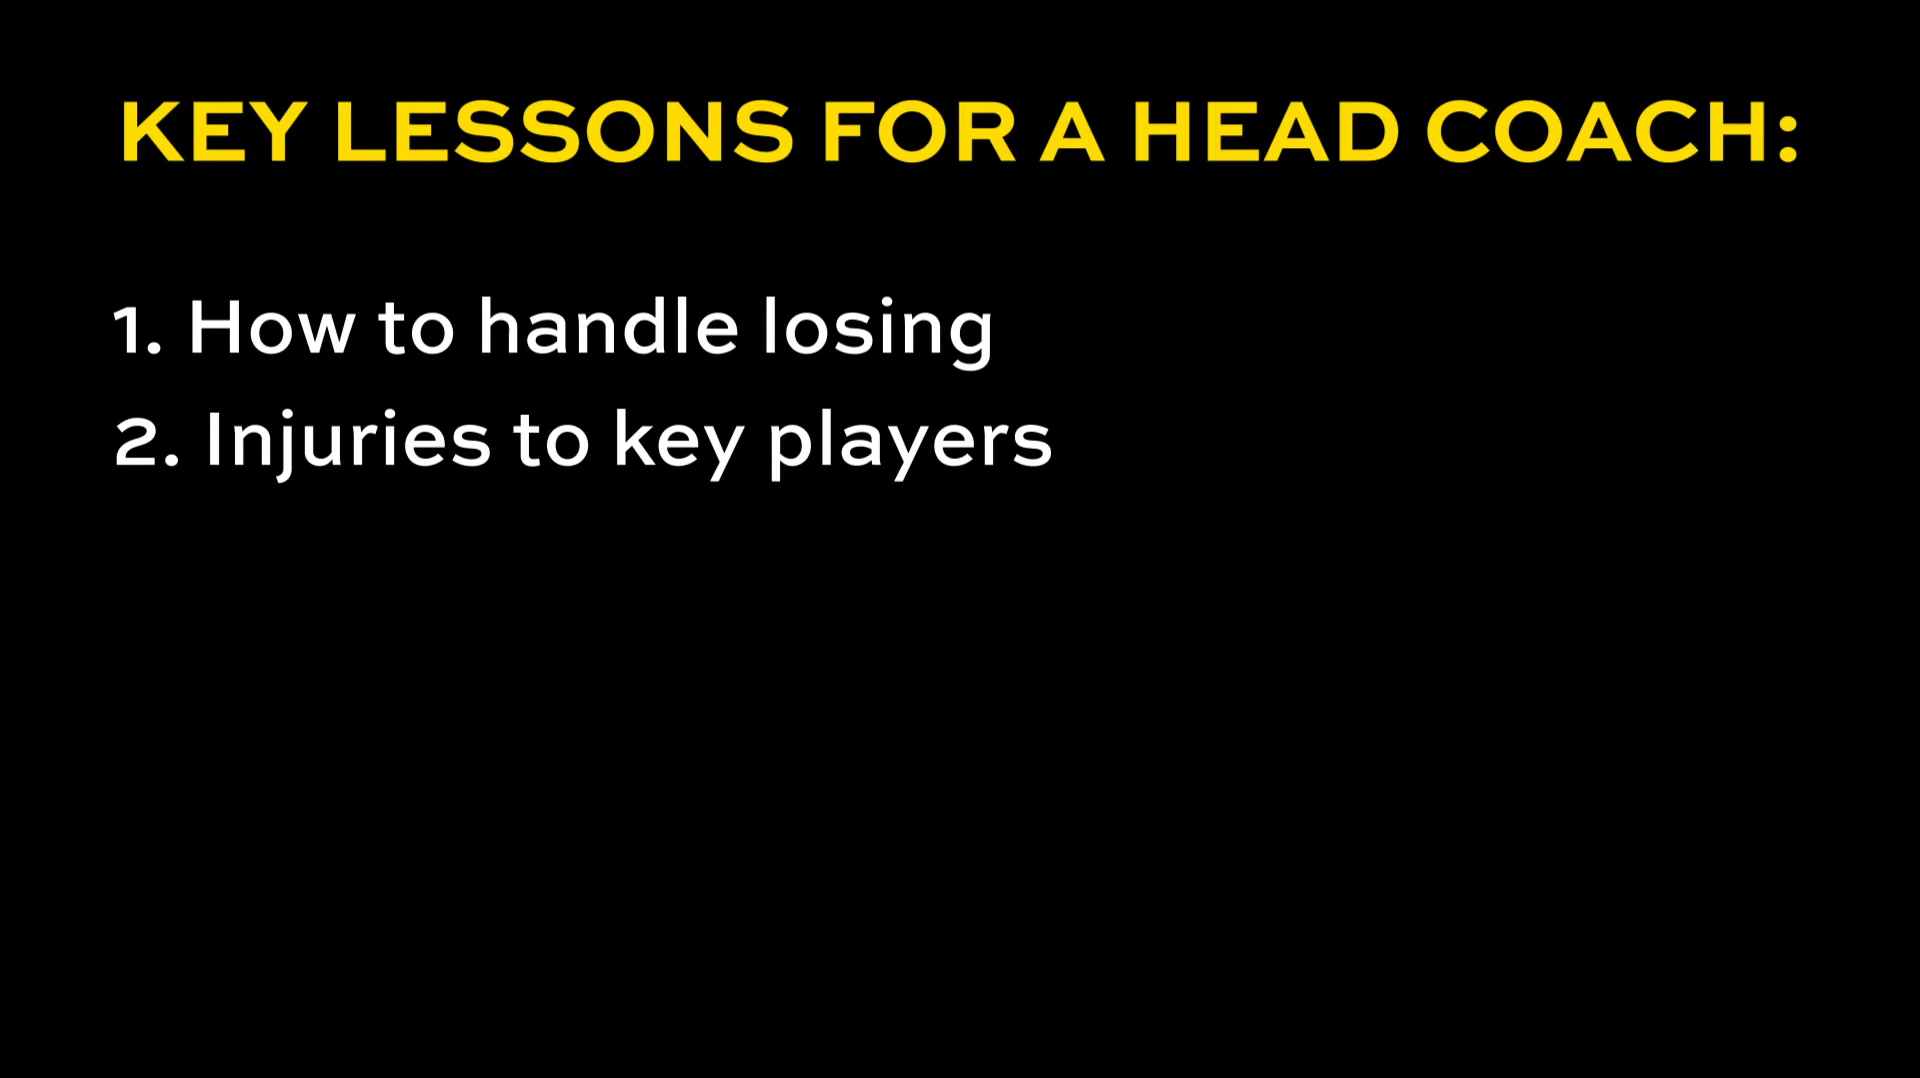 KEY LESSONS FOR A HEAD COACH:
1. How to handle losing
2. Injuries to key players